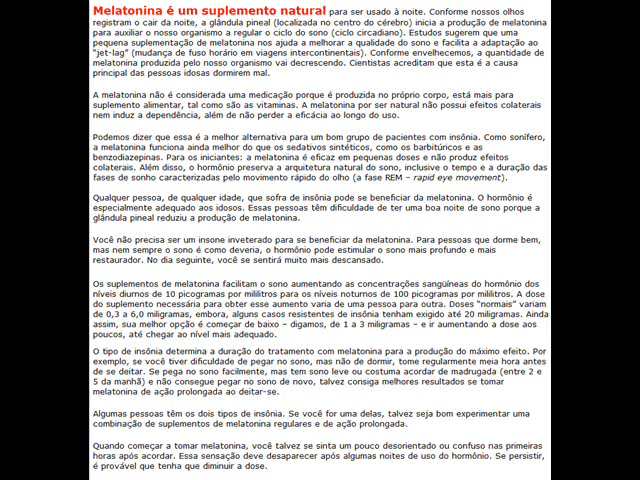 Melatonina é um suplemento natural para ser usado à noite. Conforme nossos olhos
registram o cair da noite, a glândula pineal (localizada no centro do cérebro) inicia a produção de melatonina
para auxiliar o nosso organismo a regular o ciclo do sono (ciclo circadiano). Estudos sugerem que uma
pequena suplementação de melatonina nos ajuda a melhorar a qualidade do sono e facilita a adaptação ao
"jet-lag" (mudança de fuso horário em viagens intercontinentais). Conforme envelhecemos, a quantidade de
melatonina produzida pelo nosso organismo vai decrescendo. Cientistas acreditam que esta é a causa
principal das pessoas idosas dormirem mal.
A melatonina não é considerada uma medicação porque é produzida no próprio corpo, está mais para
suplemento alimentar, tal como são as vitaminas. A melatonina por ser natural não possui efeitos colaterais
nem induz a dependência, além de não perder a eficácia ao longo do uso.
Podemos dizer que essa é a melhor alternativa para um bom grupo de pacientes com insônia. Como sonífero,
a melatonina funciona ainda melhor do que os sedativos sintéticos, como os barbitúricos e as
benzodiazepinas. Para os iniciantes: a melatonina é eficaz em pequenas doses e não produz efeitos
colaterais. Além disso, o hormônio preserva a arquitetura natural do sono, inclusive o tempo e a duração das
fases de sonho caracterizadas pelo movimento rápido do olho (a fase REM – rapid eye movement).
Qualquer pessoa, de qualquer idade, que sofra de insônia pode se beneficiar da melatonina. O hormônio é
especialmente adequado aos idosos. Essas pessoas têm dificuldade de ter uma boa noite de sono porque a
glândula pineal reduziu a produção de melatonina.
Você não precisa ser um insone inveterado para se beneficiar da melatonina. Para pessoas que dorme bem,
mas nem sempre o sono é como deveria, o hormônio pode estimular o sono mais profundo e mais
restaurador. No dia seguinte, você se sentirá muito mais descansado.
Os suplementos de melatonina facilitam o sono aumentando as concentrações sangüíneas do hormônio dos
níveis diurnos de 10 picogramas por mililitros para os níveis noturnos de 100 picogramas por mililitros. A dose
do suplemento necessária para obter esse aumento varia de uma pessoa para outra. Doses "normais" variam
de 0,3 a 6,0 miligramas, embora, alguns casos resistentes de insônia tenham exigido até 20 miligramas. Ainda
assim, sua melhor opção é começar de baixo – digamos, de 1 a 3 miligramas – e ir aumentando a dose aos
poucos, até chegar ao nível mais adequado.
O tipo de insônia determina a duração do tratamento com melatonina para a produção do máximo efeito. Por
exemplo, se você tiver dificuldade de pegar no sono, mas não de dormir, tome regularmente meia hora antes
de se deitar. Se pega no sono facilmente, mas tem sono leve ou costuma acordar de madrugada (entre 2 e
5 da manhã) e não consegue pegar no sono de novo, talvez consiga melhores resultados se tomar
melatonina de ação prolongada ao deitar-se.
Algumas pessoas têm os dois tipos de insônia. Se você for uma delas, talvez seja bom experimentar uma
combinação de suplementos de melatonina regulares e de ação prolongada.
Quando começar a tomar melatonina, você talvez se sinta um pouco desorientado ou confuso nas primeiras
horas após acordar. Essa sensação deve desaparecer após algumas noites de uso do hormônio. Se persistir,
é provável que tenha que diminuir a dose.